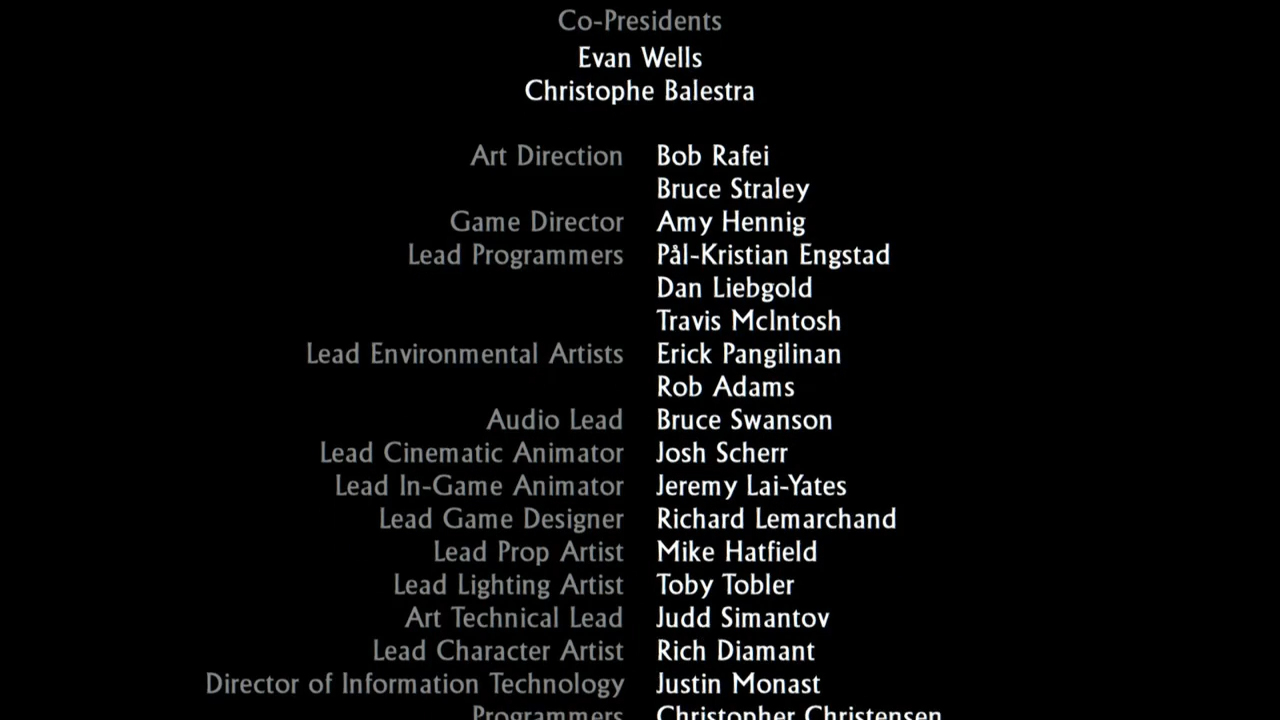 Co-Presidents
Evan Wells
Christophe Balestra
Art Direction Bob Rafei
Bruce Straley
Game Director Amy Hennig
Lead Programmers Pål-Kristian Engstad
Dan Liebgold
Travis McIntosh
Lead Environmental Artists Erick Pangilinan
Rob Adams
Audio Lead Bruce Swanson
Lead Cinematic Animator Josh Scherr
Lead In-Game Animator Jeremy Lai-Yates
Lead Game Designer Richard Lemarchand
Lead Prop Artist Mike Hatfield
Lead Lighting Artist Toby Tobler
Art Technical Lead Judd Simantov
Lead Character Artist Rich Diamant
Director of Information Technology Justin Monast
Programmers Christopher Christensen